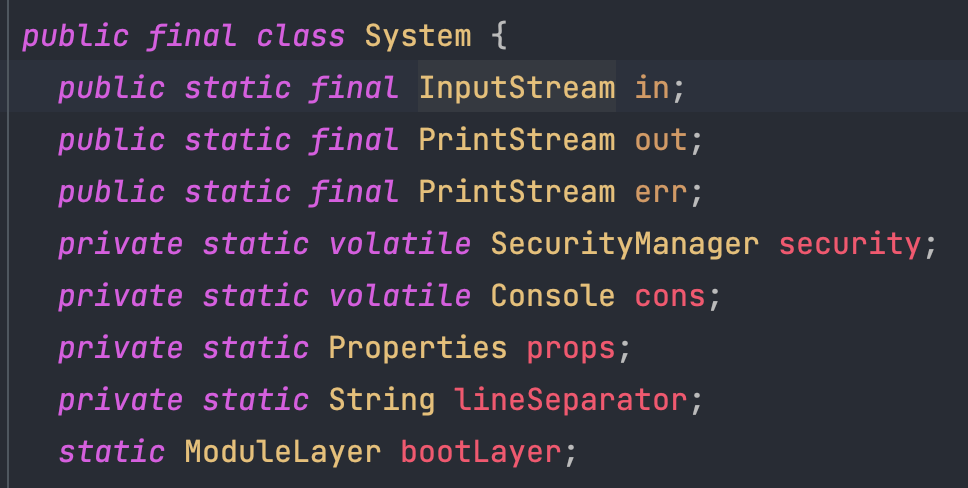 public final class System {
public static final InputStream in;
public static final PrintStream out;
public static final PrintStream err;
private static volatile SecurityManager security;
private static volatile Console cons;
private static Properties props;
private static String lineSeparator;
static ModuleLayer bootLayer;